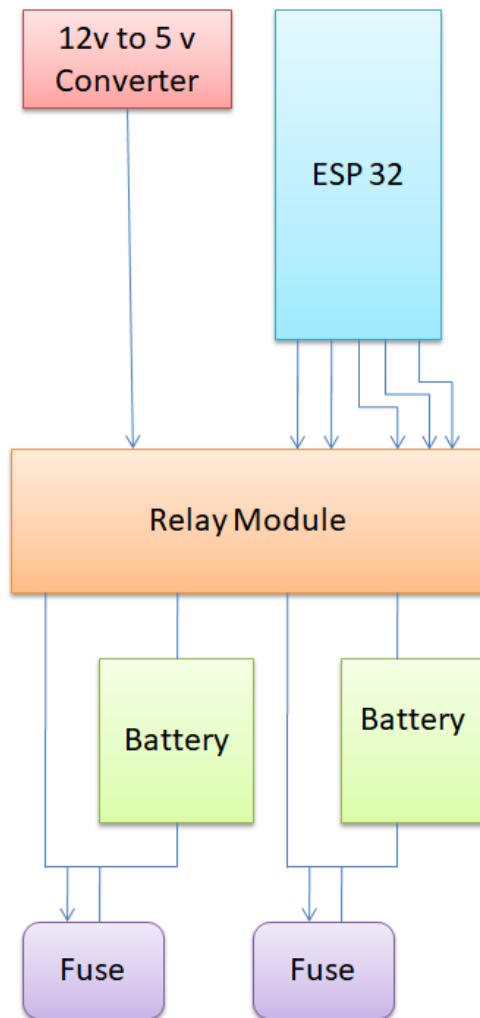 12v to 5 v
Converter
ESP 32
Relay Module
Battery
Battery
Fuse
Fuse